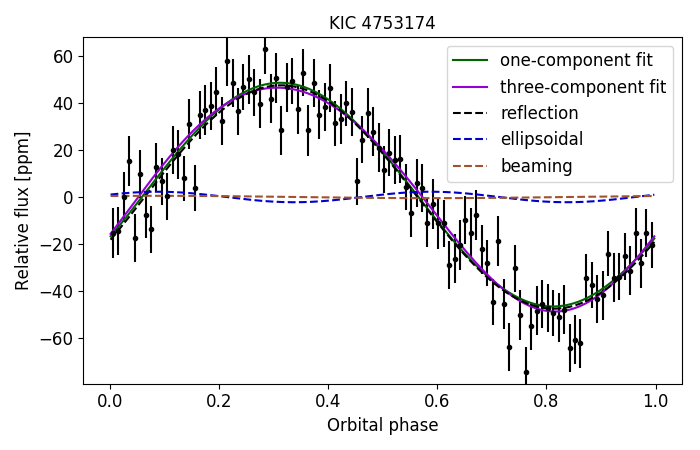 KIC 4753174
one-component fit
three-component fit
reflection
ellipsoidal
beaming
Relative flux [ppm]
60
40
20
0
−20
−40
−60
0.0 0.2 0.4 0.6 0.8 1.0
Orbital phase